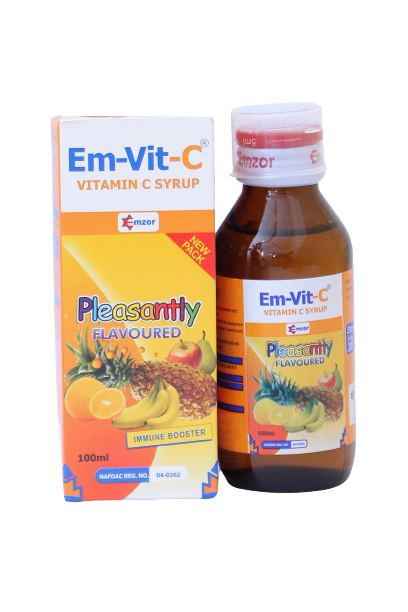 Em-Vit-C®
VITAMIN C SYRUP
Emzor
NEW
PACK
Pleasantly
FLAVOURED
IMMUNE BOOSTER
100ml
NAFDAC REG. NO. 04-0262
5ml
Emzor
Em-Vit-C®
VITAMIN C SYRUP
Emzor
Pleasantly
FLAVOURED
100ml